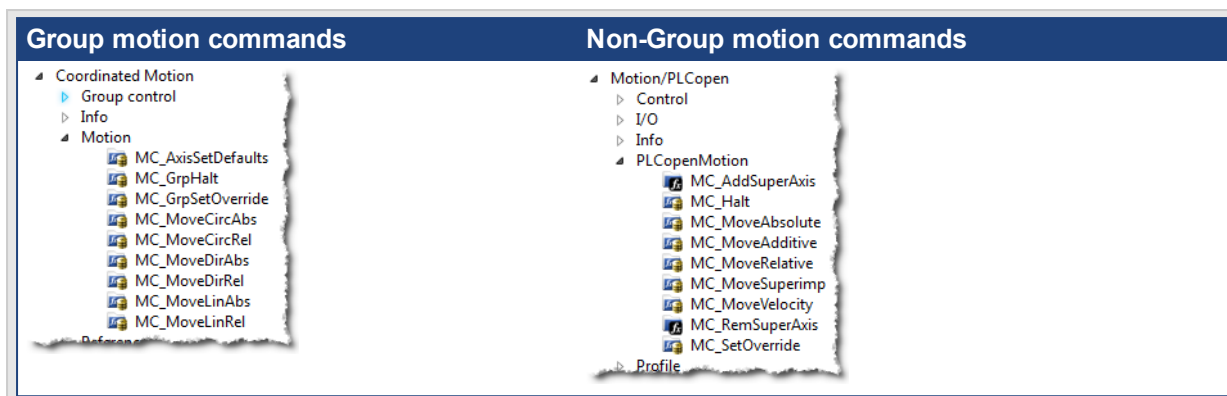 Group motion commands
Non-Group motion commands
Coordinated Motion
Group control
Info
Motion
MC_AxisSetDefaults
MC_GrpHalt
MC_GrpSetOverride
MC_MoveCircAbs
MC_MoveCircRel
MC_MoveDirAbs
MC_MoveDirRel
MC_MoveLinAbs
MC_MoveLinRel
Motion/PLCopen
Control
I/O
Info
PLCopenMotion
MC_AddSuperAxis
MC_Halt
MC_MoveAbsolute
MC_MoveAdditive
MC_MoveRelative
MC_MoveSuperimp
MC_MoveVelocity
MC_RemSuperAxis
MC_SetOverride
Profile